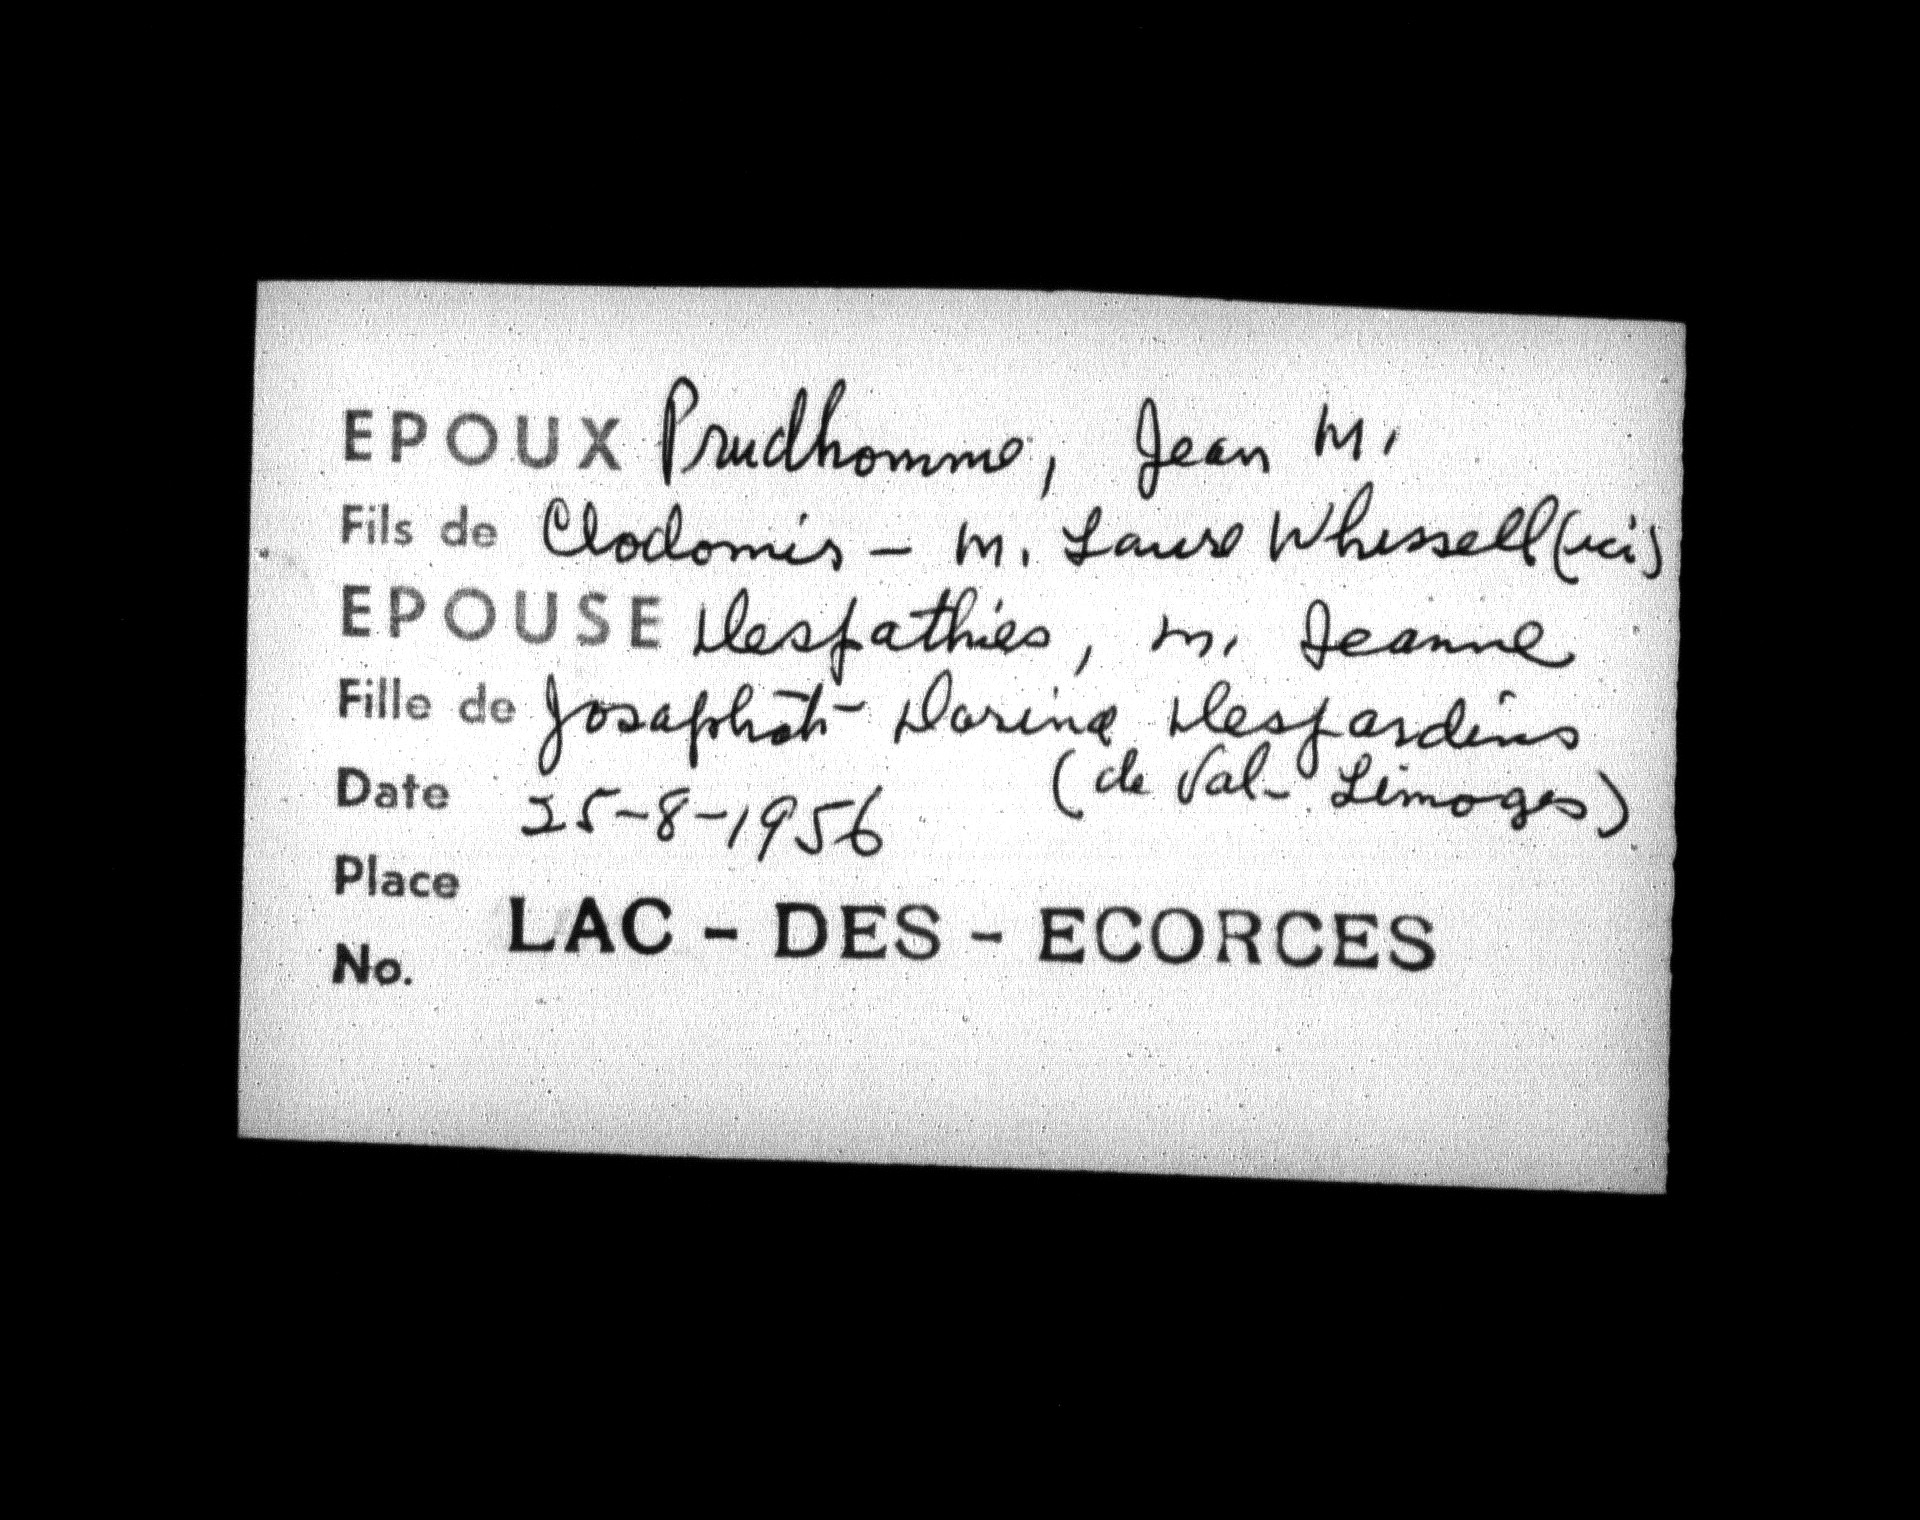 EPOUX Prudhomme, Jean M.
Fils de Clodomir - M. Laure Whissell (ici)
EPOUSE Despathies, M. Jeanne
Fille de Josaphat - Dorina Desjardins
(de Val-Limoges)
Date 25-8-1956
Place LAC - DES - ECORCES
No.